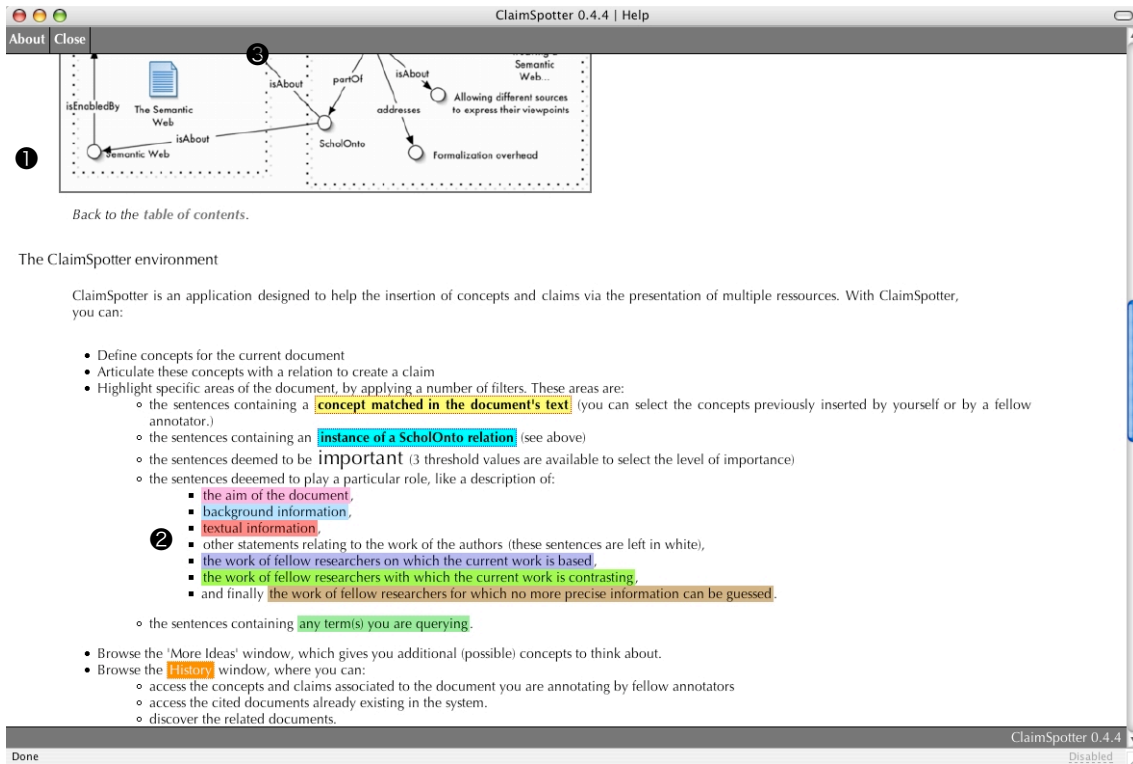 ClaimSpotter 0.4.4 | Help
About Close
❸
Semantic
Web...
isAbout
partOf
isAbout
isEnabledBy
The Semantic
Web
addresses
Allowing different sources
to express their viewpoints
isAbout
ScholOnto
❶
Semantic Web
Formalization overhead
Back to the table of contents.
The ClaimSpotter environment
ClaimSpotter is an application designed to help the insertion of concepts and claims via the presentation of multiple ressources. With ClaimSpotter,
you can:
• Define concepts for the current document
• Articulate these concepts with a relation to create a claim
• Highlight specific areas of the document, by applying a number of filters. These areas are:
◦ the sentences containing a concept matched in the document's text (you can select the concepts previously inserted by yourself or by a fellow
annotator.)
◦ the sentences containing an instance of a ScholOnto relation (see above)
◦ the sentences deemed to be important (3 threshold values are available to select the level of importance)
◦ the sentences deeemed to play a particular role, like a description of:
▪ the aim of the document,
▪ background information,
▪ textual information,
❷
▪ other statements relating to the work of the authors (these sentences are left in white),
▪ the work of fellow researchers on which the current work is based,
▪ the work of fellow researchers with which the current work is contrasting,
▪ and finally the work of fellow researchers for which no more precise information can be guessed.
◦ the sentences containing any term(s) you are querying.
• Browse the 'More Ideas' window, which gives you additional (possible) concepts to think about.
• Browse the History window, where you can:
◦ access the concepts and claims associated to the document you are annotating by fellow annotators
◦ access the cited documents already existing in the system.
◦ discover the related documents.
ClaimSpotter 0.4.4
Done
Disabled